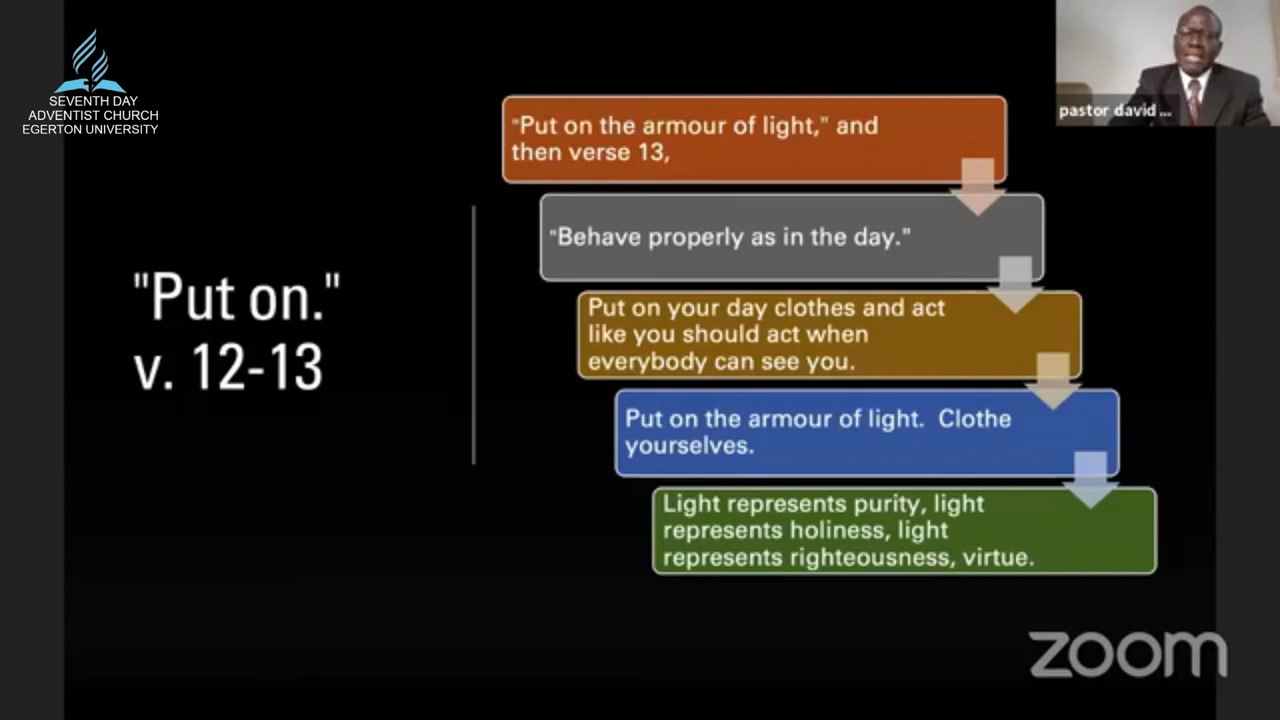 SEVENTH DAY
ADVENTIST CHURCH
EGERTON UNIVERSITY
"Put on."
v. 12-13
"Put on the armour of light," and
then verse 13,
"Behave properly as in the day."
Put on your day clothes and act
like you should act when
everybody can see you.
Put on the armour of light.  Clothe
yourselves.
Light represents purity, light
represents holiness, light
represents righteousness, virtue.
pastor david ...
zoom